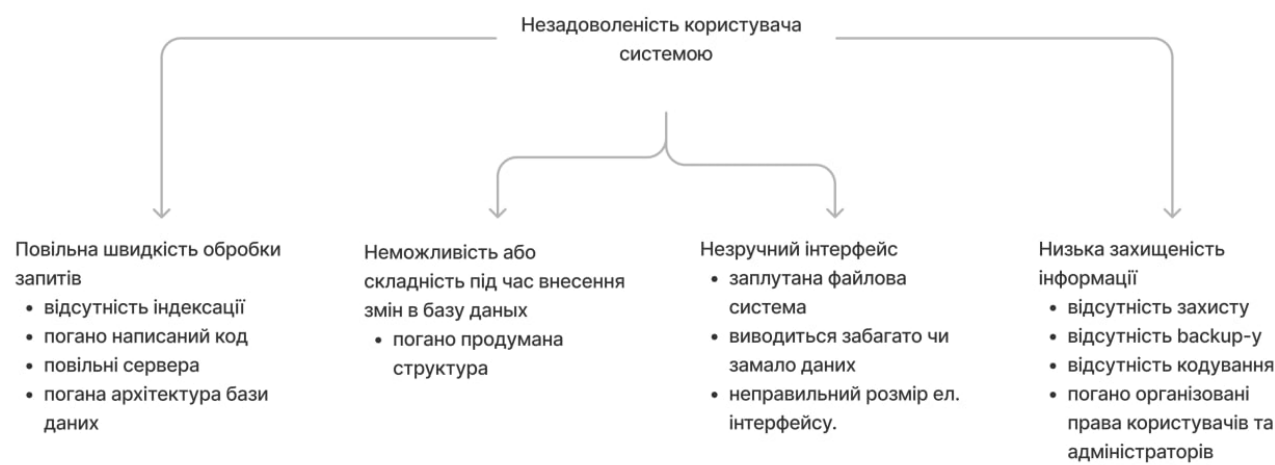 Незадоволеність користувача
системою
Повільна швидкість обробки
запитів
• відсутність індексації
• погано написаний код
• повільні сервера
• погана архітектура бази
даних
Неможливість або
складність під час внесення
змін в базу даных
• погано продумана
структура
Незручний інтерфейс
• заплутана файлова
система
• виводиться забагато чи
замало даних
• неправильний розмір ел.
інтерфейсу.
Низька захищеність
інформації
• відсутність захисту
• відсутність backup-у
• відсутність кодування
• погано організовані
права користувачів та
адміністраторів